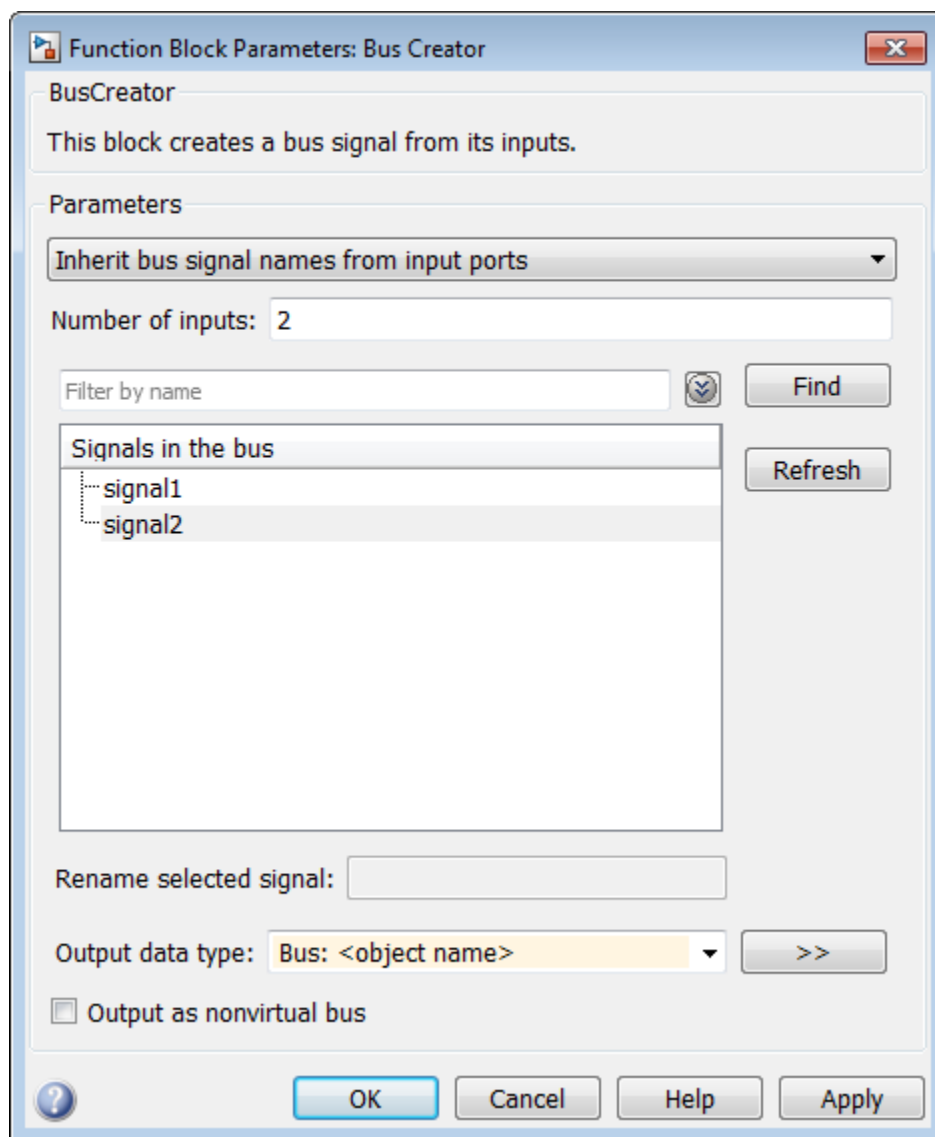 Function Block Parameters: Bus Creator
BusCreator
This block creates a bus signal from its inputs.
Parameters
Inherit bus signal names from input ports
Number of inputs: 2
Filter by name
Find
Signals in the bus
Refresh
signal1
signal2
Rename selected signal:
Output data type: Bus: <object name> >>
Output as nonvirtual bus
? OK Cancel Help Apply